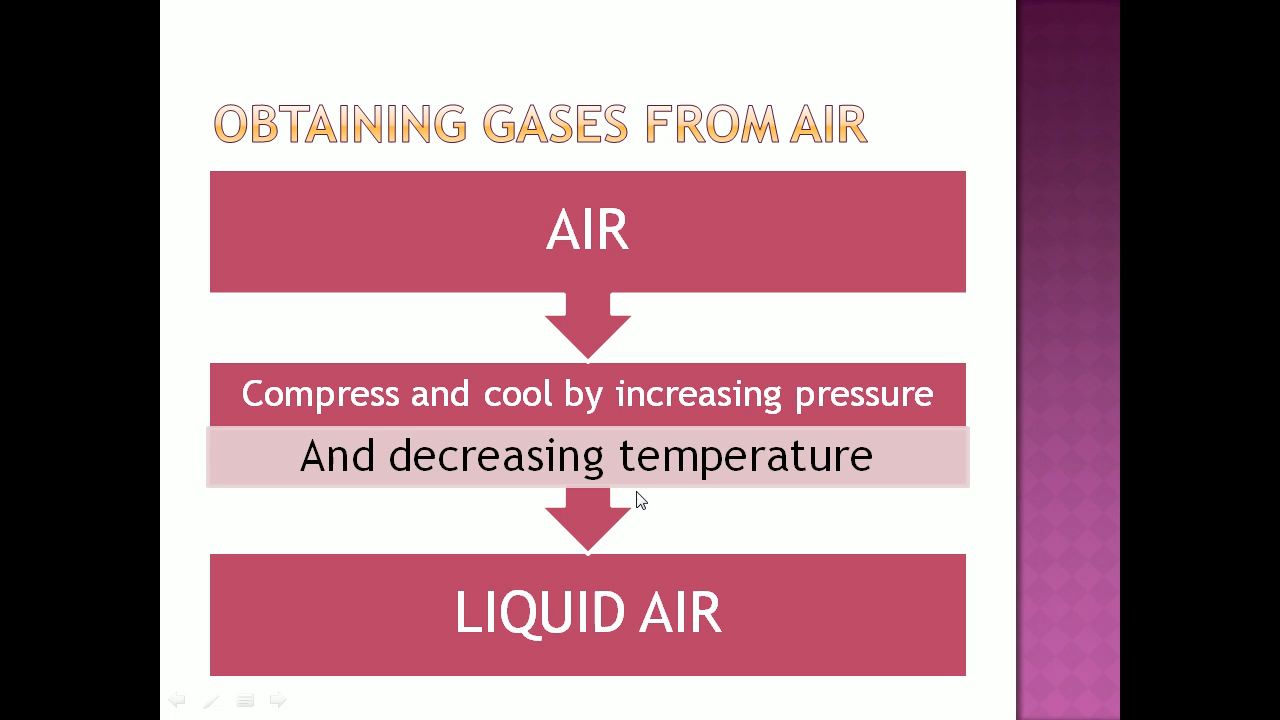 OBTAINING GASES FROM AIR
AIR
Compress and cool by increasing pressure
And decreasing temperature
LIQUID AIR